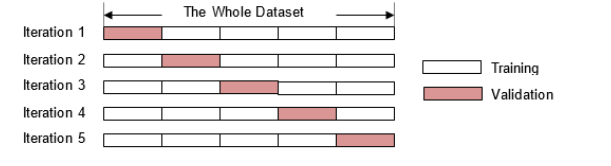 The Whole Dataset
Iteration 1
Iteration 2
Iteration 3
Iteration 4
Iteration 5
Training
Validation